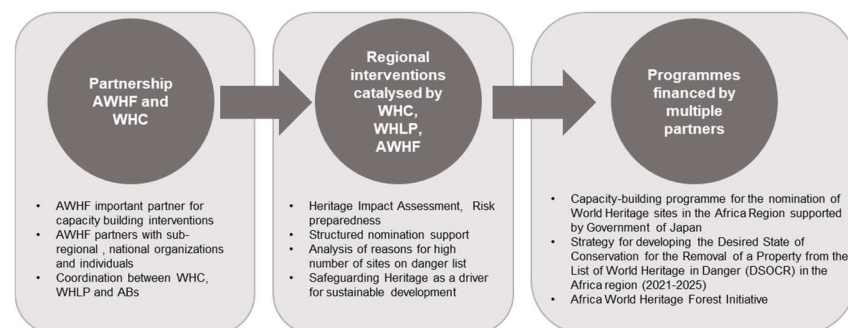 Partnership
AWHF and
WHC
• AWHF important partner for
capacity building interventions
• AWHF partners with sub-
regional , national organizations
and individuals
• Coordination between WHC,
WHLP and ABs
Regional
interventions
catalysed by
WHC,
WHLP,
AWHF
• Heritage Impact Assessment, Risk
preparedness
• Structured nomination support
• Analysis of reasons for high
number of sites on danger list
• Safeguarding Heritage as a driver
for sustainable development
Programmes
financed by
multiple
partners
• Capacity-building programme for the nomination of
World Heritage sites in the Africa Region supported
by Government of Japan
• Strategy for developing the Desired State of
Conservation for the Removal of a Property from the
List of World Heritage in Danger (DSOCR) in the
Africa region (2021-2025)
• Africa World Heritage Forest Initiative